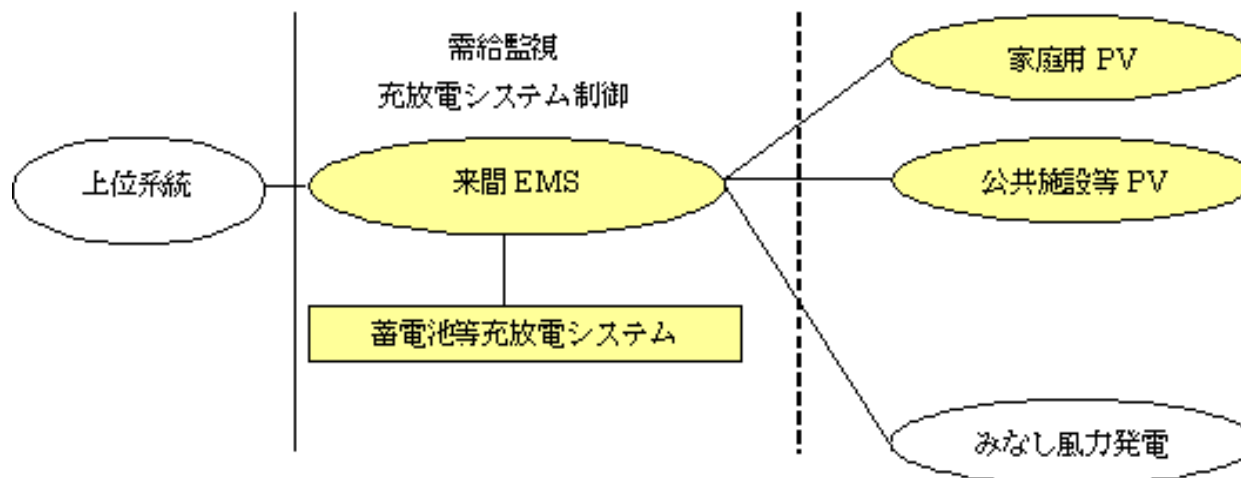 需給監視
充放電システム制御
上位系統
来間 EMS
蓄電池等充放電システム
家庭用 PV
公共施設等 PV
みなし風力発電